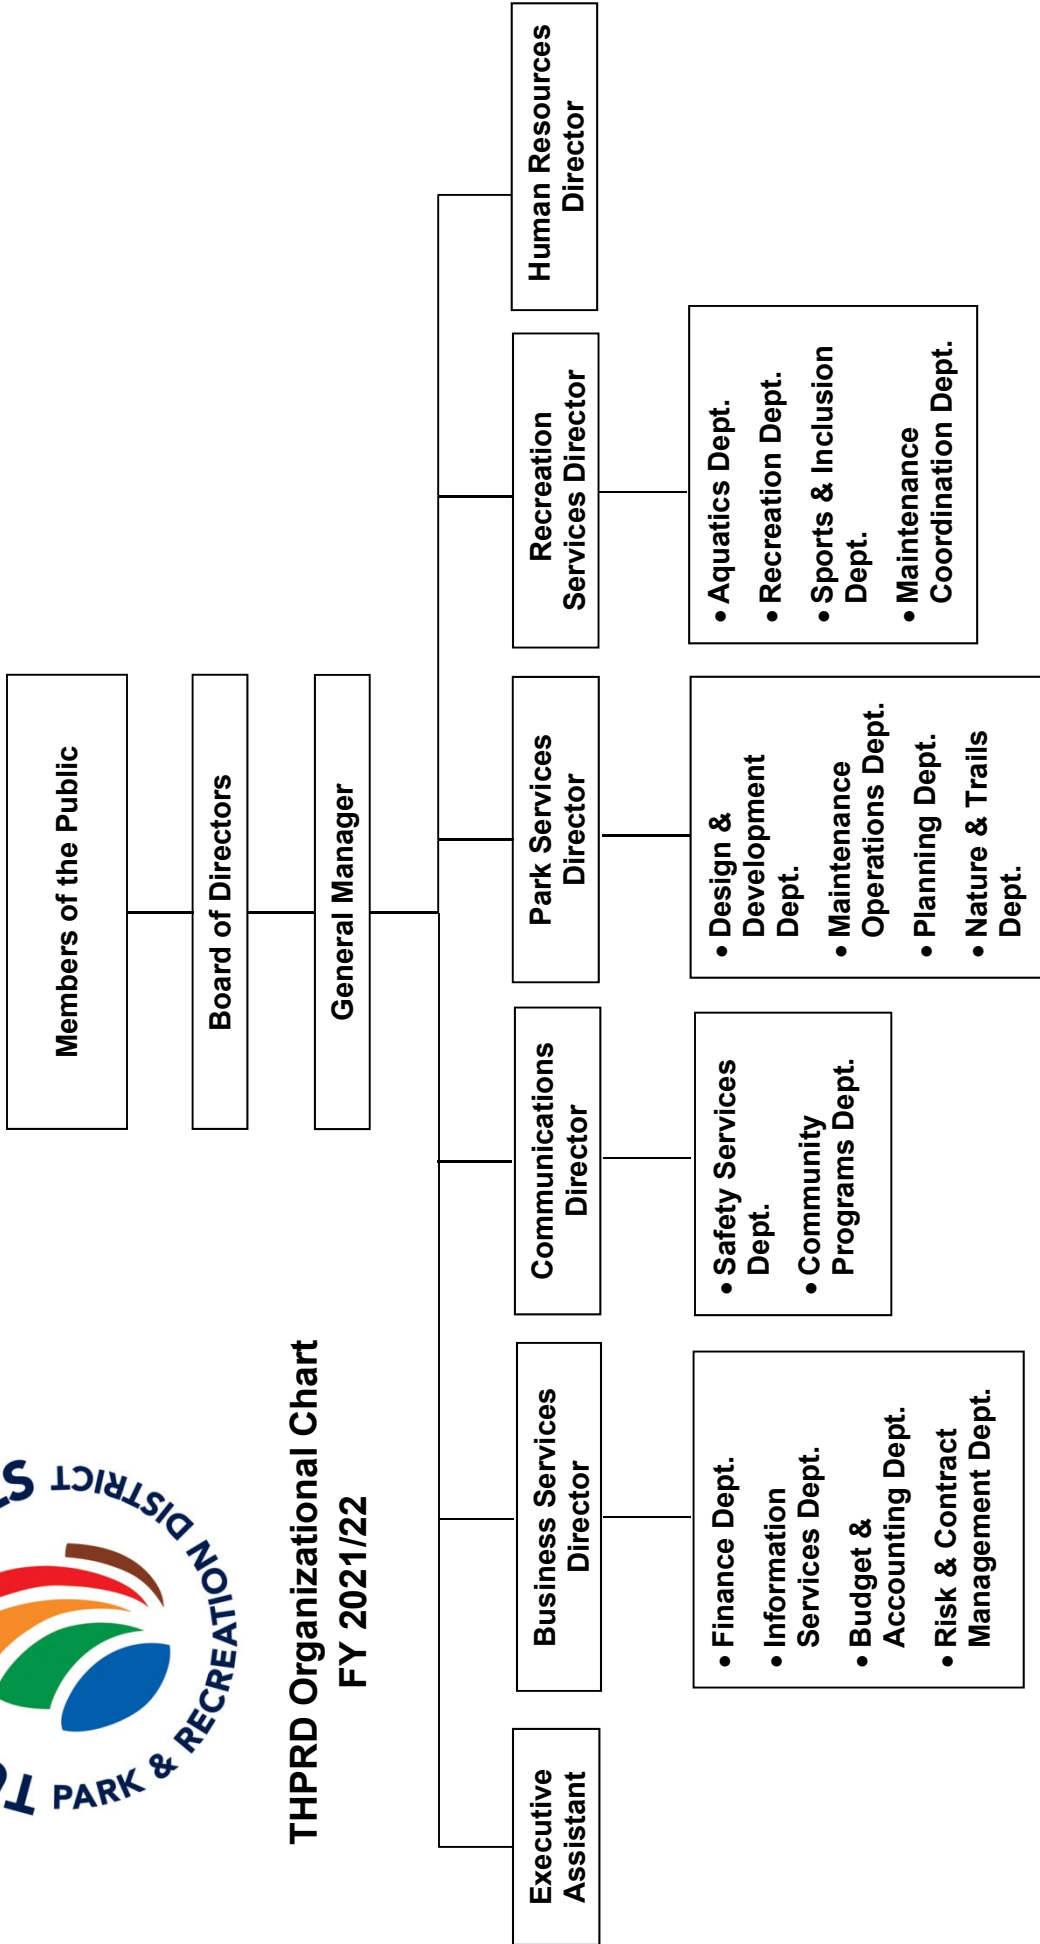 PARK & RECREATION DISTRICT
THPRD Organizational Chart
FY 2021/22
Members of the Public
Board of Directors
General Manager
Executive
Assistant
Business Services
Director
Communications
Director
Park Services
Director
Recreation
Services Director
Human Resources
Director
• Finance Dept.
• Information
Services Dept.
• Budget &
Accounting Dept.
• Risk & Contract
Management Dept.
• Safety Services
Dept.
• Community
Programs Dept.
• Design &
Development
Dept.
• Maintenance
Operations Dept.
• Planning Dept.
• Nature & Trails
Dept.
• Aquatics Dept.
• Recreation Dept.
• Sports & Inclusion
Dept.
• Maintenance
Coordination Dept.